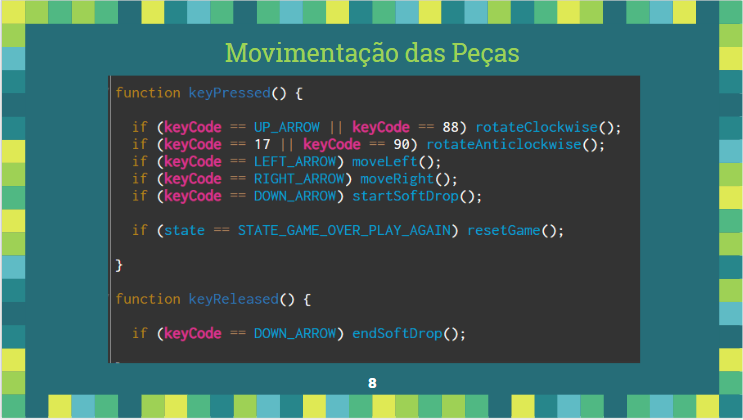 Movimentação das Peças
function keyPressed() {
if (keyCode == UP_ARROW || keyCode == 88) rotateClockwise();
if (keyCode == 17 || keyCode == 90) rotateAnticlockwise();
if (keyCode == LEFT_ARROW) moveLeft();
if (keyCode == RIGHT_ARROW) moveRight();
if (keyCode == DOWN_ARROW) startSoftDrop();
if (state == STATE_GAME_OVER_PLAY_AGAIN) resetGame();
}
function keyReleased() {
if (keyCode == DOWN_ARROW) endSoftDrop();
8